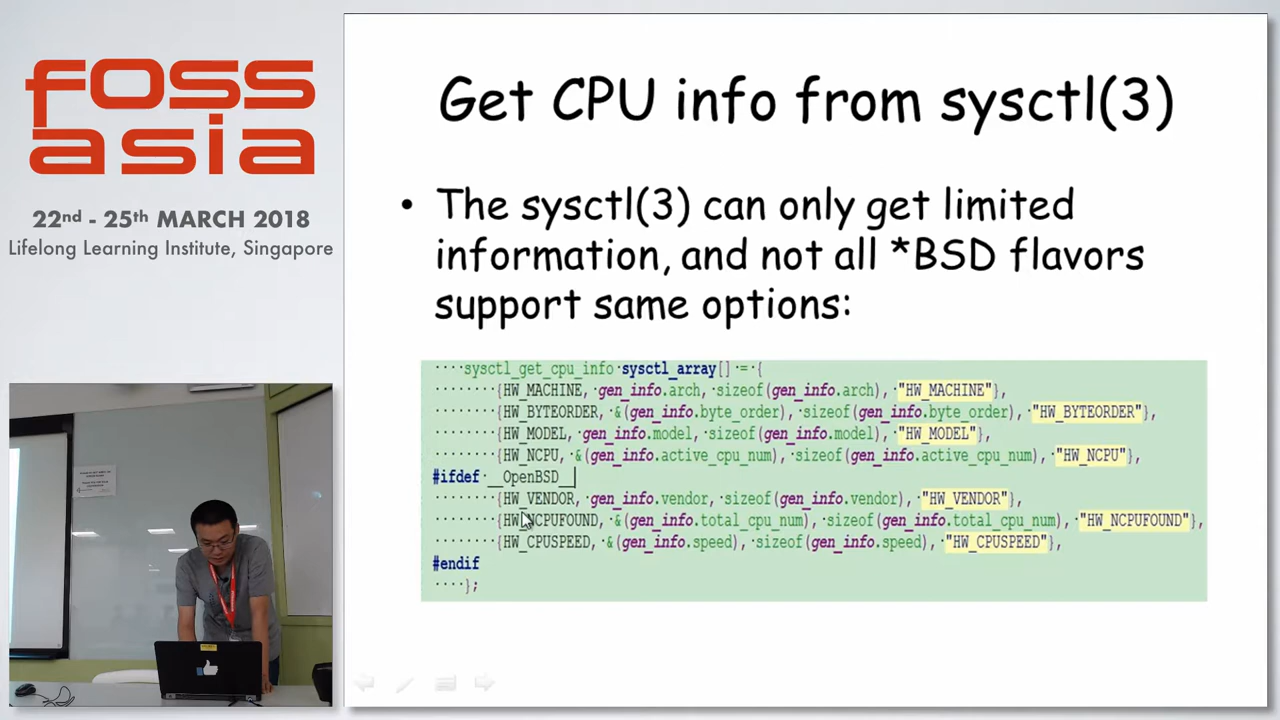 foss
asia
22nd - 25th MARCH 2018
Lifelong Learning Institute, Singapore
Get CPU info from sysctl(3)
• The sysctl(3) can only get limited
information, and not all *BSD flavors
support same options:
····sysctl_get_cpu_info·sysctl_array[]·=·{
········{HW_MACHINE,·gen_info.arch,·sizeof(gen_info.arch),·"HW_MACHINE"},
········{HW_BYTEORDER,·&(gen_info.byte_order),·sizeof(gen_info.byte_order),·"HW_BYTEORDER"},
········{HW_MODEL,·gen_info.model,·sizeof(gen_info.model),·"HW_MODEL"},
········{HW_NCPU,·&(gen_info.active_cpu_num),·sizeof(gen_info.active_cpu_num),·"HW_NCPU"},
#ifdef·__OpenBSD__
········{HW_VENDOR,·gen_info.vendor,·sizeof(gen_info.vendor),·"HW_VENDOR"},
········{HW_NCPUFOUND,·&(gen_info.total_cpu_num),·sizeof(gen_info.total_cpu_num),·"HW_NCPUFOUND"},
········{HW_CPUSPEED,·&(gen_info.speed),·sizeof(gen_info.speed),·"HW_CPUSPEED"},
#endif
····};